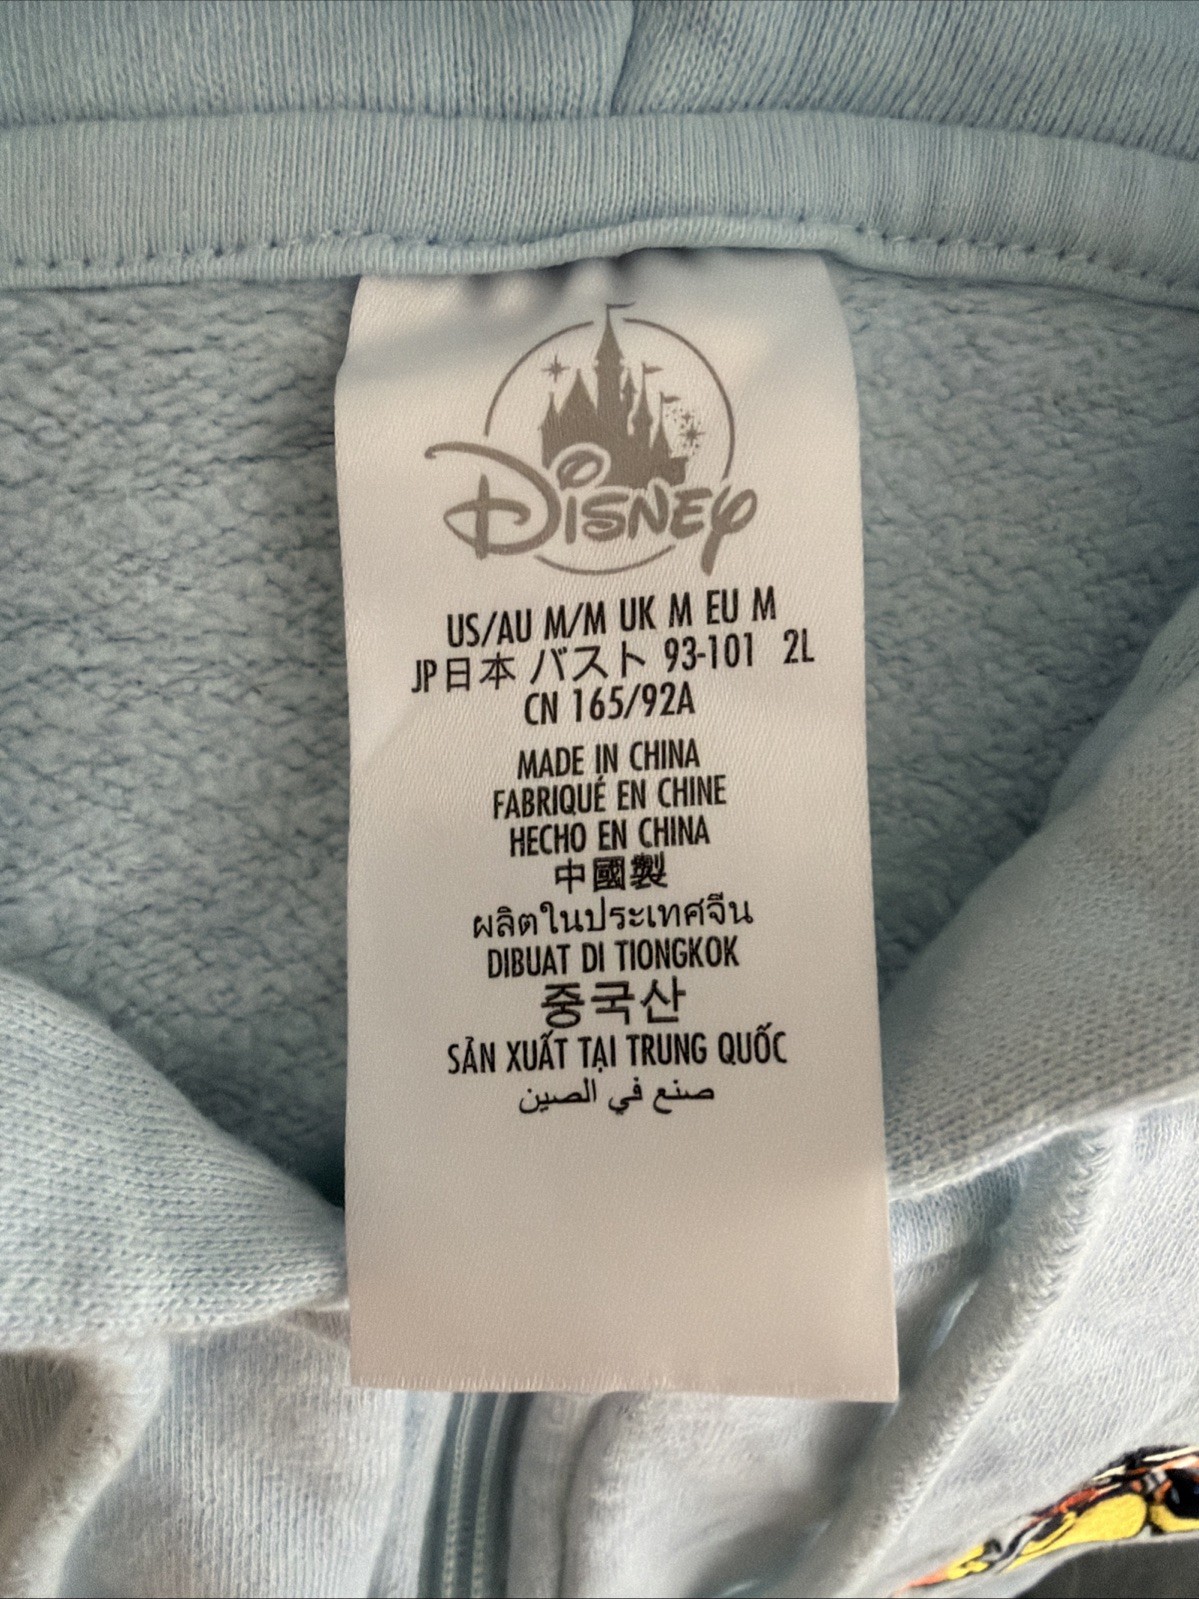 DISNEY
US/AU M/M UK M EU M
JP日本 バスト 93-101 2L
CN 165/92A
MADE IN CHINA
FABRIQUÉ EN CHINE
HECHO EN CHINA
中國製
ผลิตในประเทศจีน
DIBUAT DI TIONGKOK
중국산
SẢN XUẤT TẠI TRUNG QUỐC
صنع في الصين